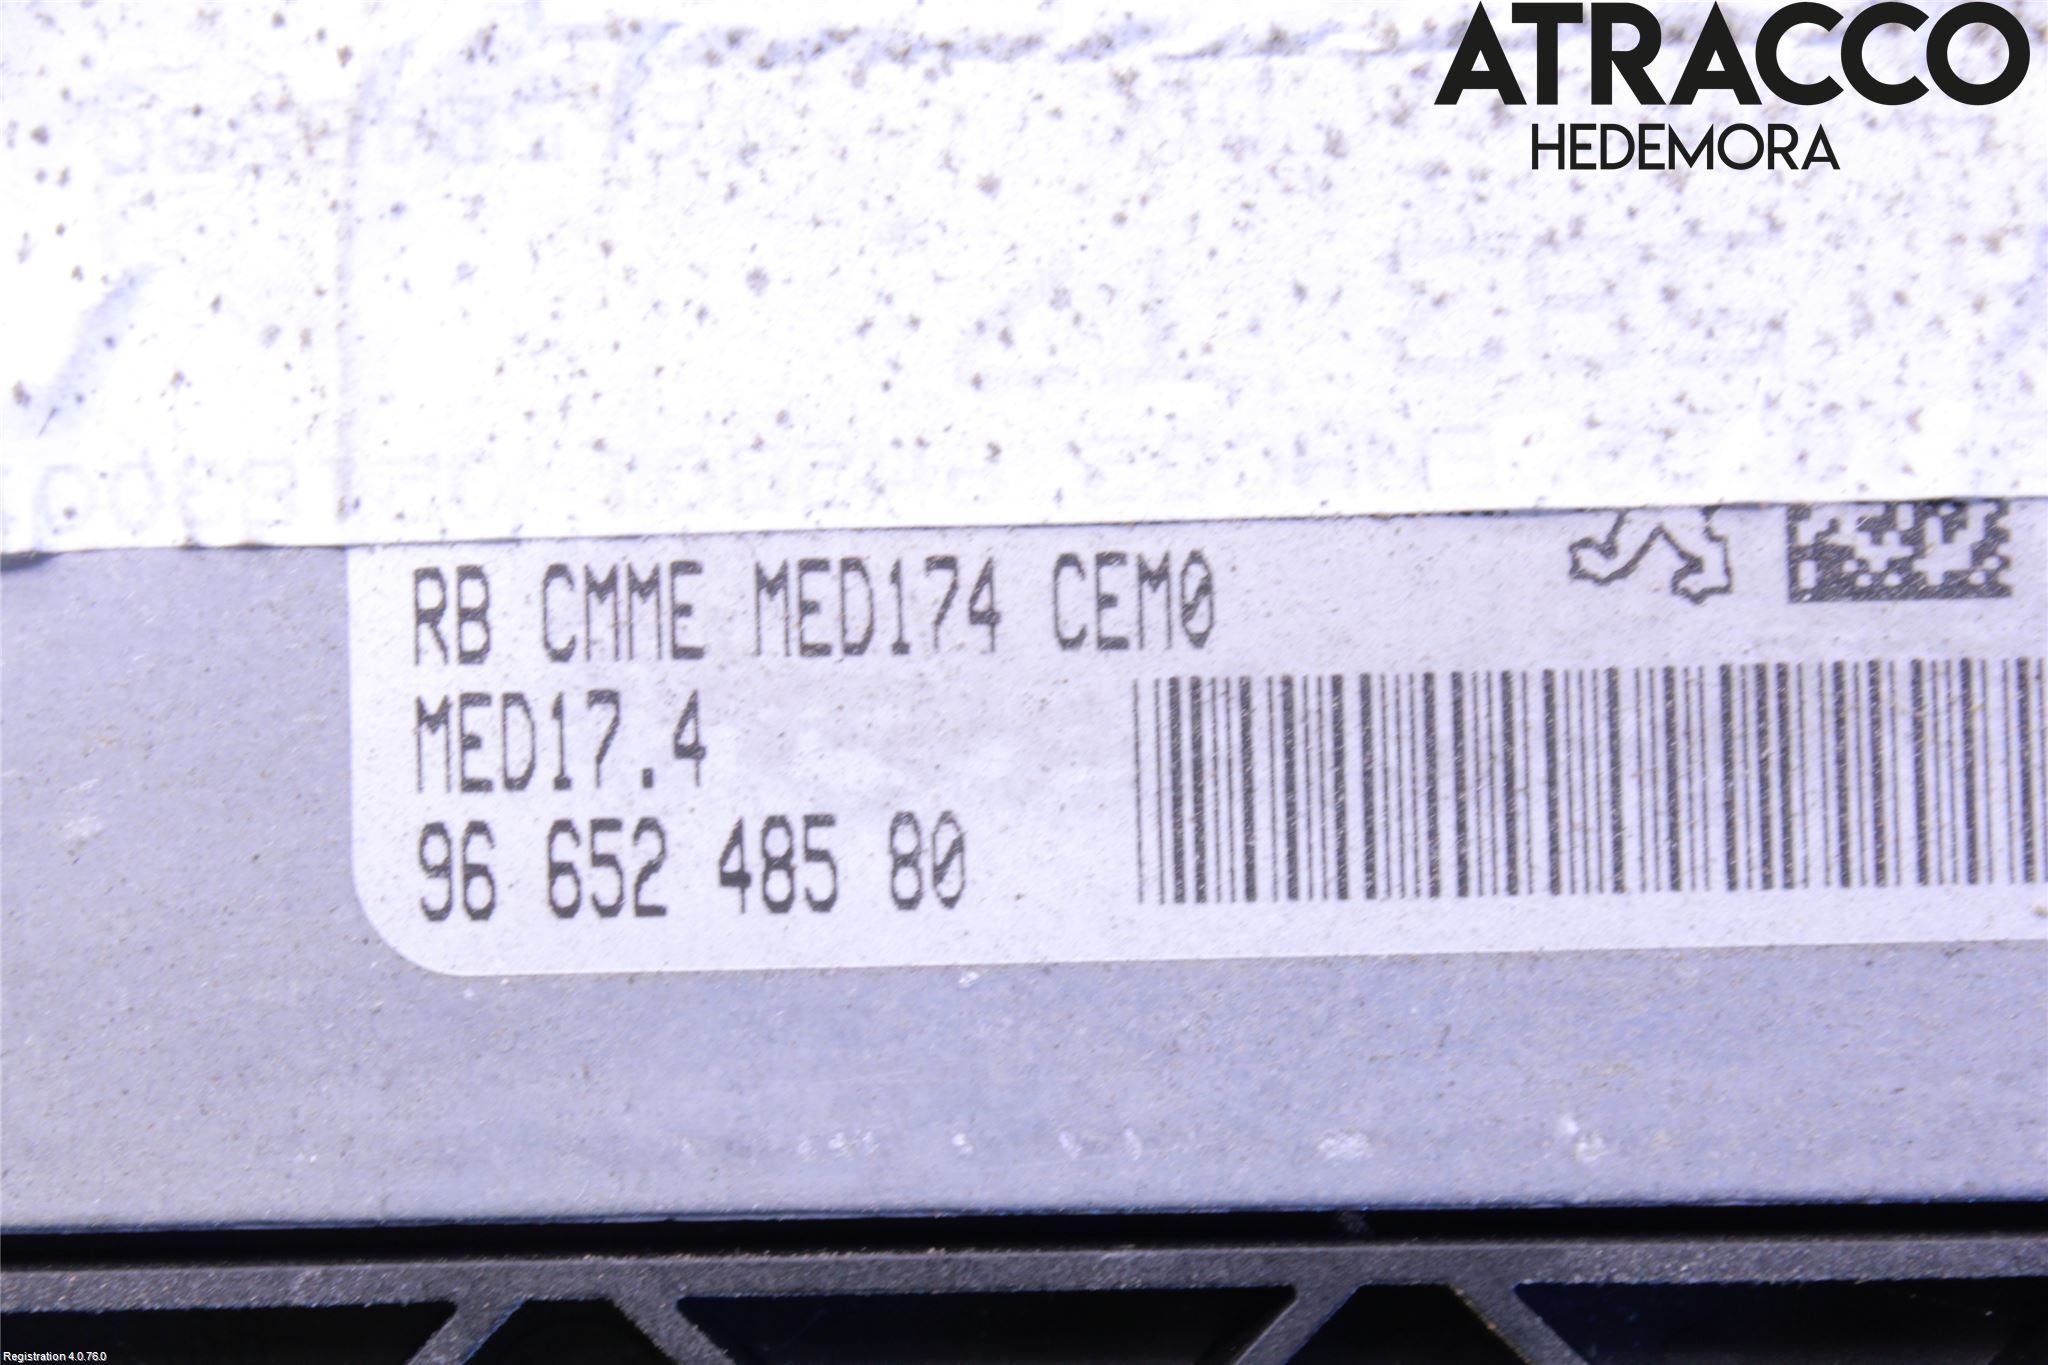 ATRACCO
HEDEMORA
RB CMME MED174 CEM0
MED17.4
96 652 485 80
Registration 4.0.76.0